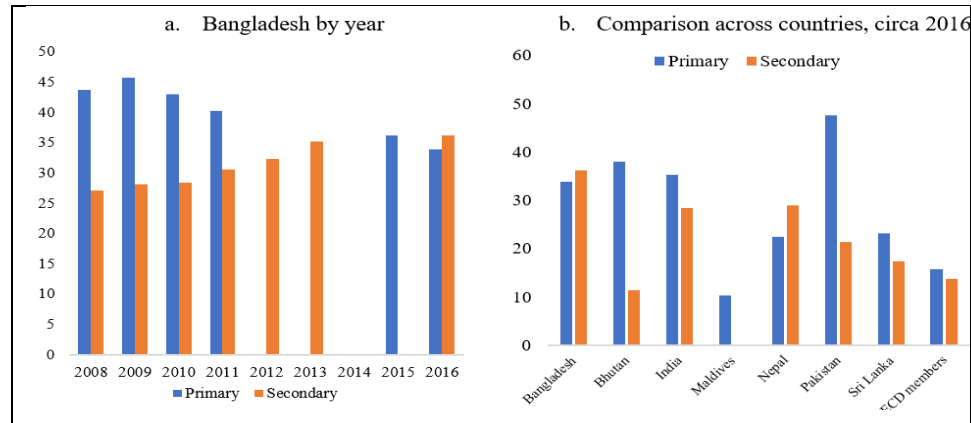 a. Bangladesh by year
50
45
40
35
30
25
20
15
10
5
0
2008 2009 2010 2011 2012 2013 2014 2015 2016
Primary Secondary
b. Comparison across countries, circa 2016
60
Primary Secondary
50
40
30
20
10
0
Bangladesh
Bhutan
India
Maldives
Nepal
Pakistan
Sri Lanka
ECD members